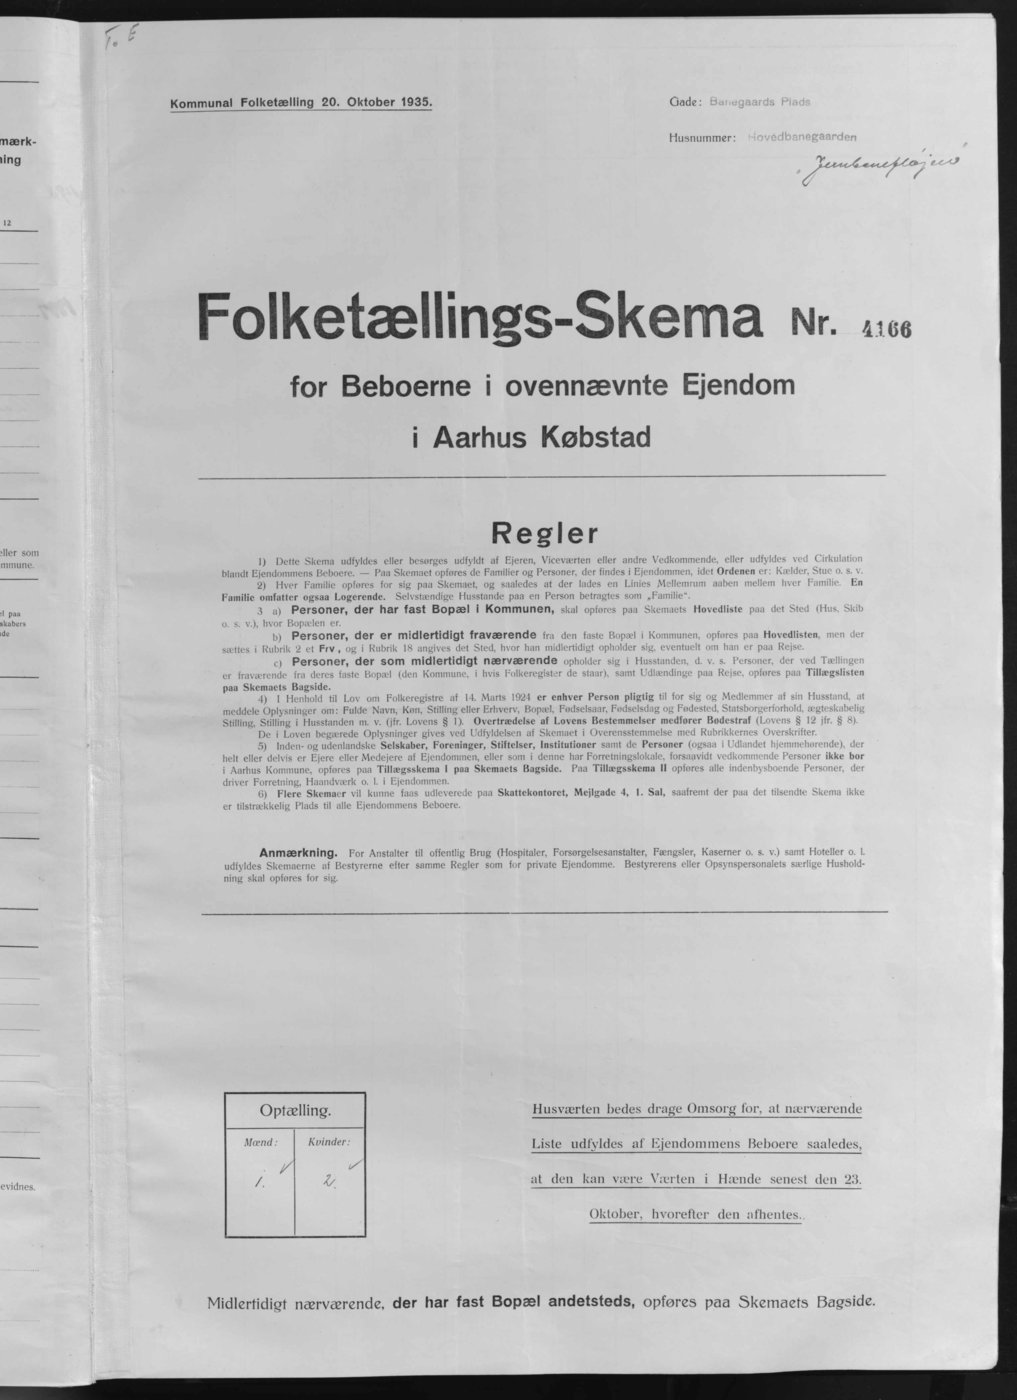 T. E
Kommunal Folketælling 20. Oktober 1935.
Gade: Banegaards Plads
Husnummer: Hovedbanegaarden
"Jernbanefløjen"
Folketællings-Skema Nr. 4166
for Beboerne i ovennævnte Ejendom
i Aarhus Købstad
Regler
1) Dette Skema udfyldes eller besørges udfyldt af Ejeren, Viceværten eller andre Vedkommende, eller udfyldes ved Cirkulation
blandt Ejendommens Beboere. — Paa Skemaet opføres de Familier og Personer, der findes i Ejendommen, idet Ordenen er: Kælder, Stue o. s. v.
2) Hver Familie opføres for sig paa Skemaet, og saaledes at der lades en Linies Mellemrum aaben mellem hver Familie. En
Familie omfatter ogsaa Logerende. Selvstændige Husstande paa en Person betragtes som „Familie".
3 a) Personer, der har fast Bopæl i Kommunen, skal opføres paa Skemaets Hovedliste paa det Sted (Hus, Skib
o. s. v.), hvor Bopælen er.
b) Personer, der er midlertidigt fraværende fra den faste Bopæl i Kommunen, opføres paa Hovedlisten, men der
sættes i Rubrik 2 et Frv., og i Rubrik 18 angives det Sted, hvor han midlertidigt opholder sig, eventuelt om han er paa Rejse.
c) Personer, der som midlertidigt nærværende opholder sig i Husstanden, d. v. s. Personer, der ved Tællingen
er fraværende fra deres faste Bopæl (den Kommune, i hvis Folkeregister de staar), samt Udlændinge paa Rejse, opføres paa Tillægslisten
paa Skemaets Bagside.
4) I Henhold til Lov om Folkeregistre af 14. Marts 1924 er enhver Person pligtig til for sig og Medlemmer af sin Husstand, at
meddele Oplysninger om: Fulde Navn, Køn, Stilling eller Erhverv, Bopæl, Fødselsaar, Fødselsdag og Fødested, Statsborgerforhold, ægteskabelig
Stilling, Stilling i Husstanden m. v. (jfr. Lovens § 1). Overtrædelse af Lovens Bestemmelser medfører Bødestraf (Lovens § 12 jfr. § 8).
De i Loven begærede Oplysninger gives ved Udfyldelsen af Skemaet i Overensstemmelse med Rubrikkernes Overskrifter.
5) Inden- og udenlandske Selskaber, Foreninger, Stiftelser, Institutioner samt de Personer (ogsaa i Udlandet hjemmehørende), der
helt eller delvis er Ejere eller Medejere af Ejendommen, eller som i denne har Forretningslokale, forsaavidt vedkommende Personer ikke bor
i Aarhus Kommune, opføres paa Tillægsskema I paa Skemaets Bagside. Paa Tillægsskema II opføres alle indenbysboende Personer, der
driver Forretning, Haandværk o. l. i Ejendommen.
6) Flere Skemaer vil kunne faas udleverede paa Skattekontoret, Mejlgade 4, 1. Sal, saafremt der paa det tilsendte Skema ikke
er tilstrækkelig Plads til alle Ejendommens Beboere.
Anmærkning. For Anstalter til offentlig Brug (Hospitaler, Forsørgelsesanstalter, Fængsler, Kaserner o. s. v.) samt Hoteller o. l.
udfyldes Skemaerne af Bestyrerne efter samme Regler som for private Ejendomme. Bestyrerens eller Opsynspersonalets særlige Hushold-
ning skal opføres for sig.
Optælling.
Mænd: Kvinder:
1. 2.
Husværten bedes drage Omsorg for, at nærværende
Liste udfyldes af Ejendommens Beboere saaledes,
at den kan være Værten i Hænde senest den 23.
Oktober, hvorefter den afhentes.
Midlertidigt nærværende, der har fast Bopæl andetsteds, opføres paa Skemaets Bagside.
mærk-
ning
12
eller som
mmune.
el paa
skabers
evidnes.